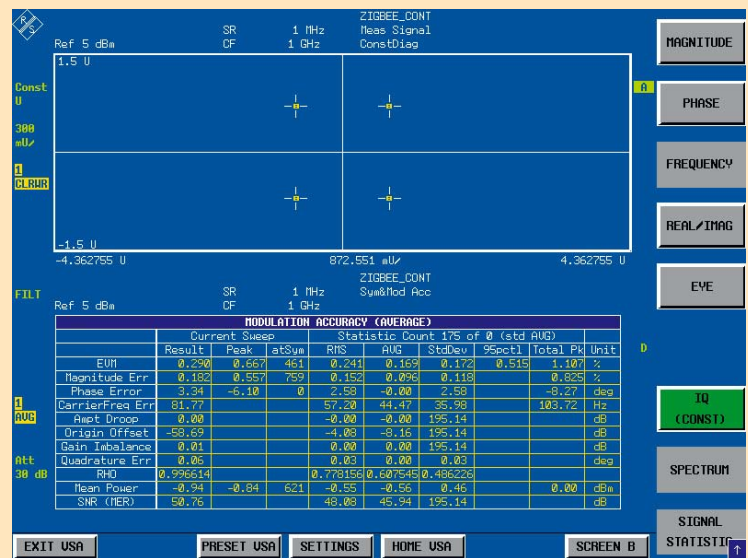 ZIGBEE_CONT
SR 1 MHz Meas Signal
Ref 5 dBm CF 1 GHz ConstDiag
1.5 U
Const
U
300
mU/
1
CLRWR
A
-1.5 U
-4.362755 U 872.551 mU/ 4.362755 U
ZIGBEE_CONT
FILT SR 1 MHz Sym&Mod Acc
Ref 5 dBm CF 1 GHz
MODULATION ACCURACY (AVERAGE)
Current Sweep Statistic Count 175 of 0 (std AVG)
Result Peak atSym RMS AVG StdDev 95pctl Total Pk Unit
EVM 0.290 0.667 461 0.241 0.169 0.172 0.515 1.107 %
Magnitude Err 0.182 0.557 759 0.152 0.096 0.118 0.825 %
Phase Error 3.34 -6.10 0 2.58 -0.00 2.58 -8.27 deg
CarrierFreq Err 81.77 57.20 44.47 35.98 103.72 Hz
Ampt Droop 0.00 -0.00 -0.00 195.14 dB
Origin Offset -58.69 -4.08 -8.16 195.14 dB
Gain Imbalance 0.01 0.00 0.00 195.14 dB
Quadrature Err 0.06 0.03 0.00 0.03 deg
RHO 0.996614 0.778156 0.607545 0.486226
Mean Power -0.94 -0.84 621 -0.55 -0.56 0.46 0.00 dBm
SNR (MER) 50.76 48.08 45.94 195.14 dB
D
1
AVG
Att
30 dB
MAGNITUDE
PHASE
FREQUENCY
REAL/IMAG
EYE
IQ
(CONST)
SPECTRUM
SIGNAL
STATISTIC
EXIT VSA PRESET VSA SETTINGS HOME VSA SCREEN B